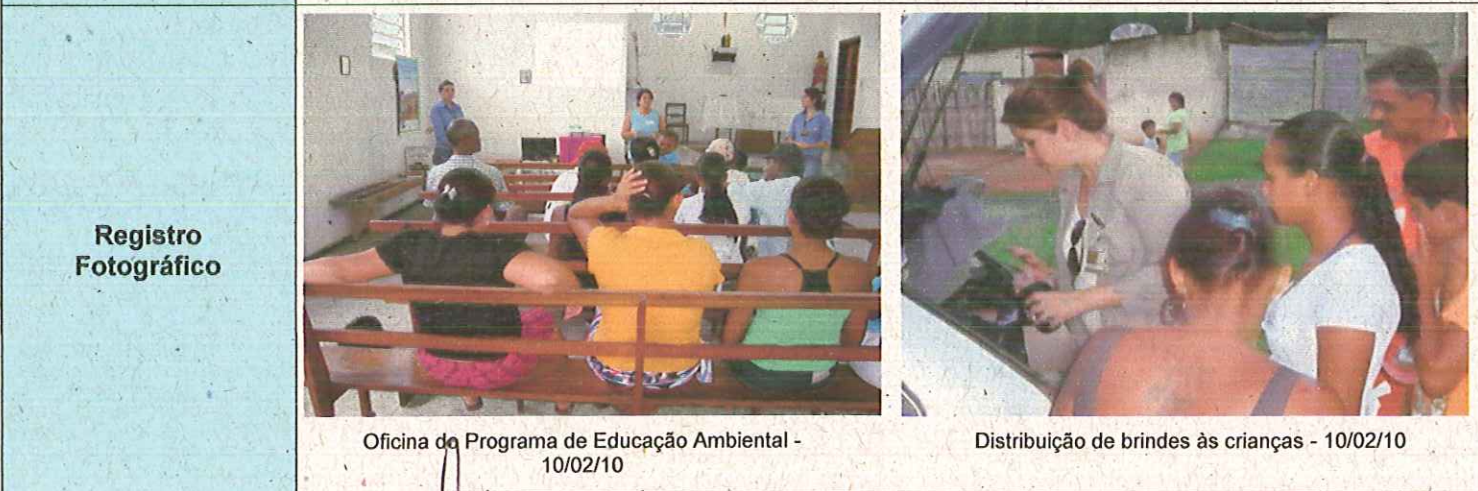 Registro
Fotográfico
Oficina do Programa de Educação Ambiental -
10/02/10
Distribuição de brindes às crianças - 10/02/10